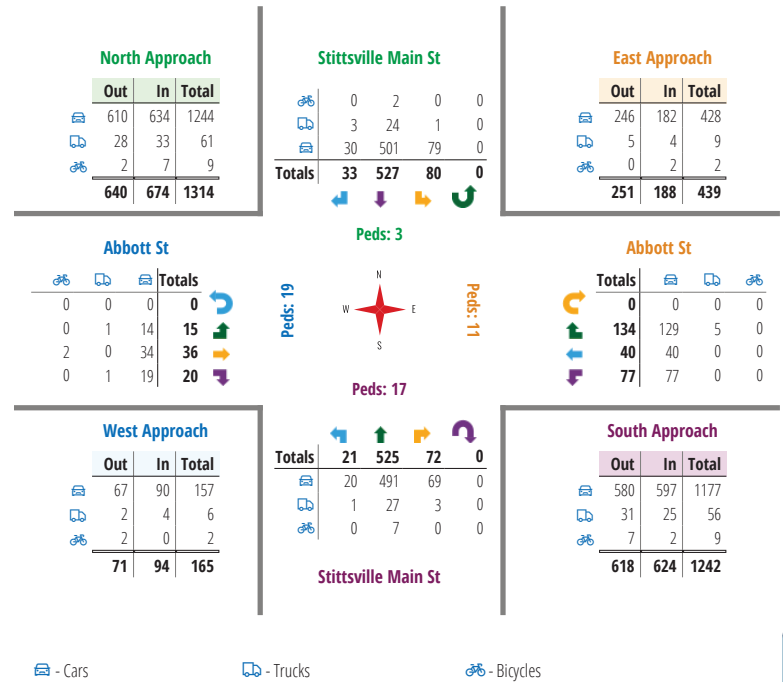 North Approach
Out In Total
610 634 1244
28 33 61
2 7 9
640 674 1314
Stittsville Main St
0 2 0 0
3 24 1 0
30 501 79 0
Totals 33 527 80 0
East Approach
Out In Total
246 182 428
5 4 9
0 2 2
251 188 439
Abbott St
Totals
0 0 0 0
0 1 14 15
2 0 34 36
0 1 19 20
Peds: 3
Peds: 19
N
W E
S
Peds: 11
Peds: 17
Abbott St
Totals
0 0 0 0
134 129 5 0
40 40 0 0
77 77 0 0
West Approach
Out In Total
67 90 157
2 4 6
2 0 2
71 94 165
Totals 21 525 72 0
20 491 69 0
1 27 3 0
0 7 0 0
Stittsville Main St
South Approach
Out In Total
580 597 1177
31 25 56
7 2 9
618 624 1242
- Cars
- Trucks
- Bicycles